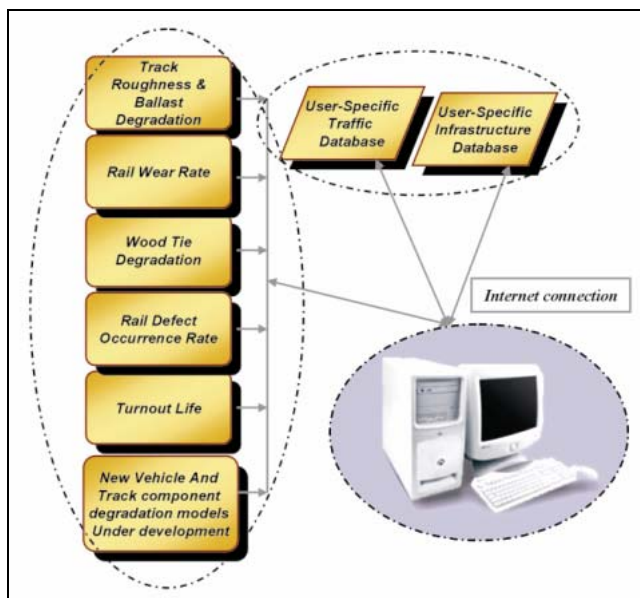 Track
Roughness &
Ballast
Degradation
Rail Wear Rate
Wood Tie
Degradation
Rail Defect
Occurrence Rate
Turnout Life
New Vehicle And
Track component
degradation models
Under development
User-Specific
Traffic
Database
User-Specific
Infrastructure
Database
Internet connection